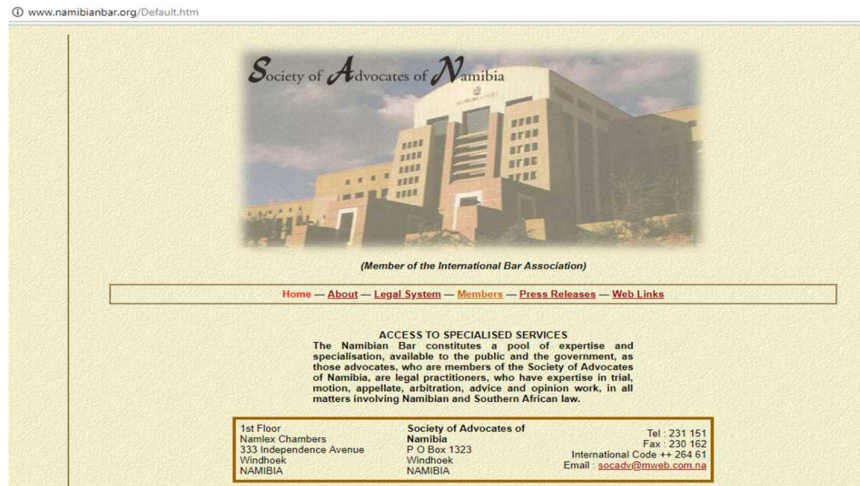 www.namibianbar.org/Default.htm
Society of Advocates of Namibia
(Member of the International Bar Association)
Home — About — Legal System — Members — Press Releases — Web Links
ACCESS TO SPECIALISED SERVICES
The Namibian Bar constitutes a pool of expertise and
specialisation, available to the public and the government, as
those advocates, who are members of the Society of Advocates
of Namibia, are legal practitioners, who have expertise in trial,
motion, appellate, arbitration, advice and opinion work, in all
matters involving Namibian and Southern African law.
1st Floor
Namlex Chambers
333 Independence Avenue
Windhoek
NAMIBIA
Society of Advocates of
Namibia
P O Box 1323
Windhoek
NAMIBIA
Tel : 231 151
Fax : 230 162
International Code ++ 264 61
Email : socadv@mweb.com.na